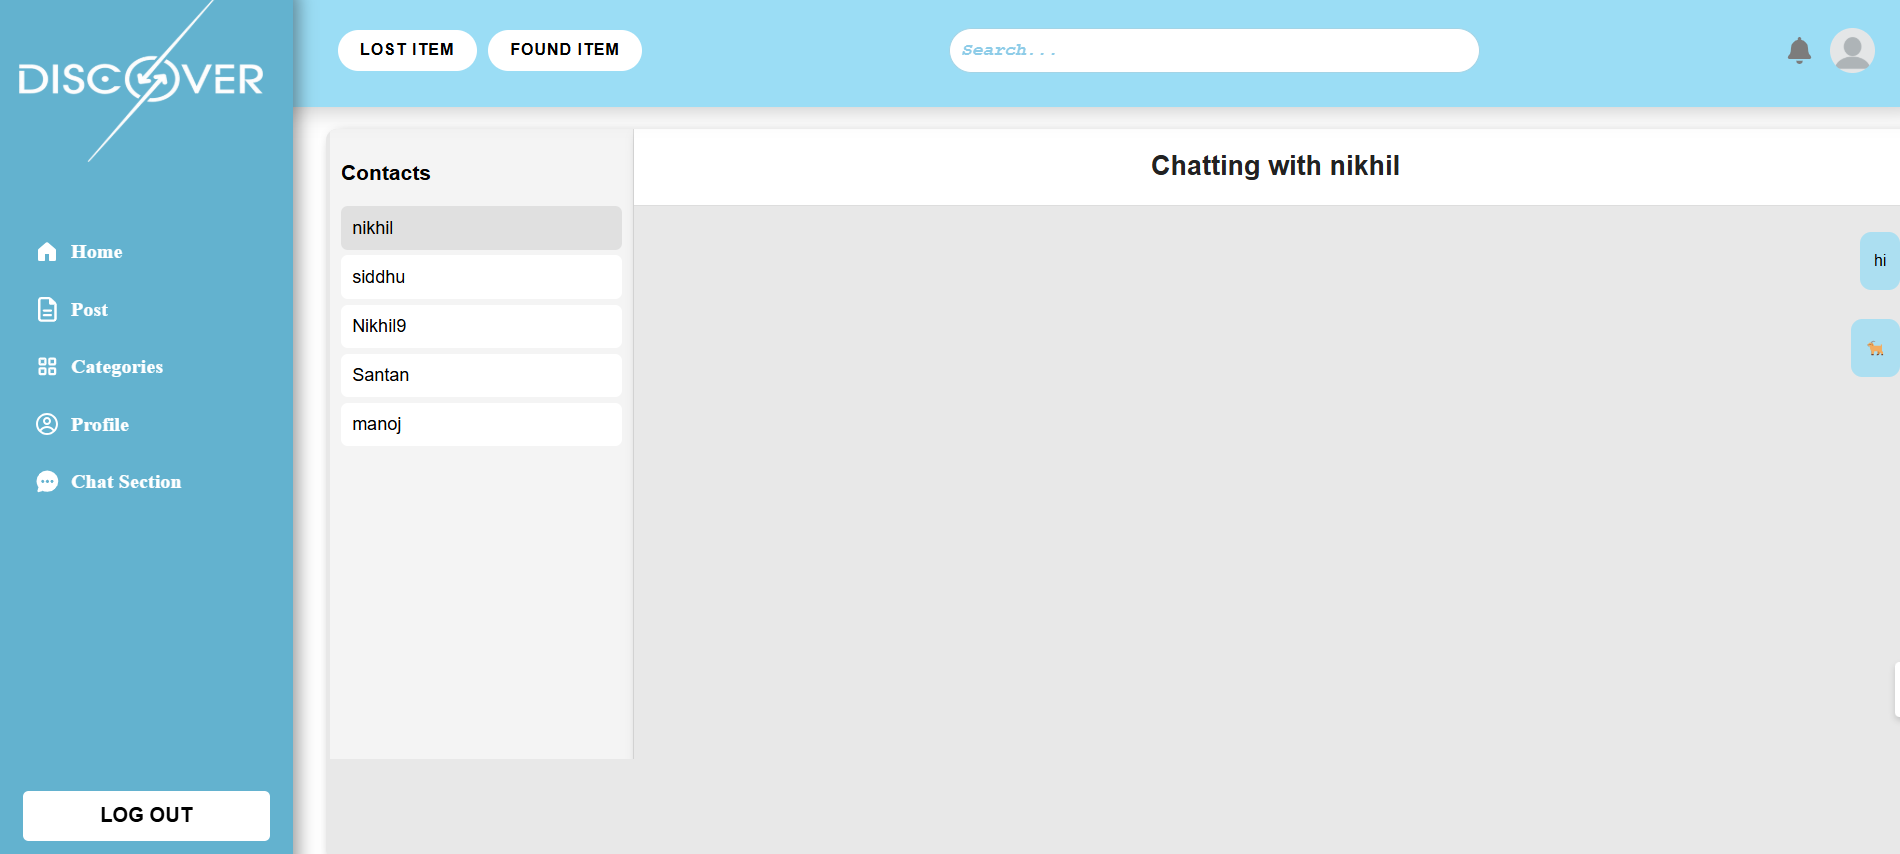 DISCOVER
LOST ITEM
FOUND ITEM
Search...
Home
Post
Categories
Profile
Chat Section
LOG OUT
Contacts
nikhil
siddhu
Nikhil9
Santan
manoj
Chatting with nikhil
hi
🐐